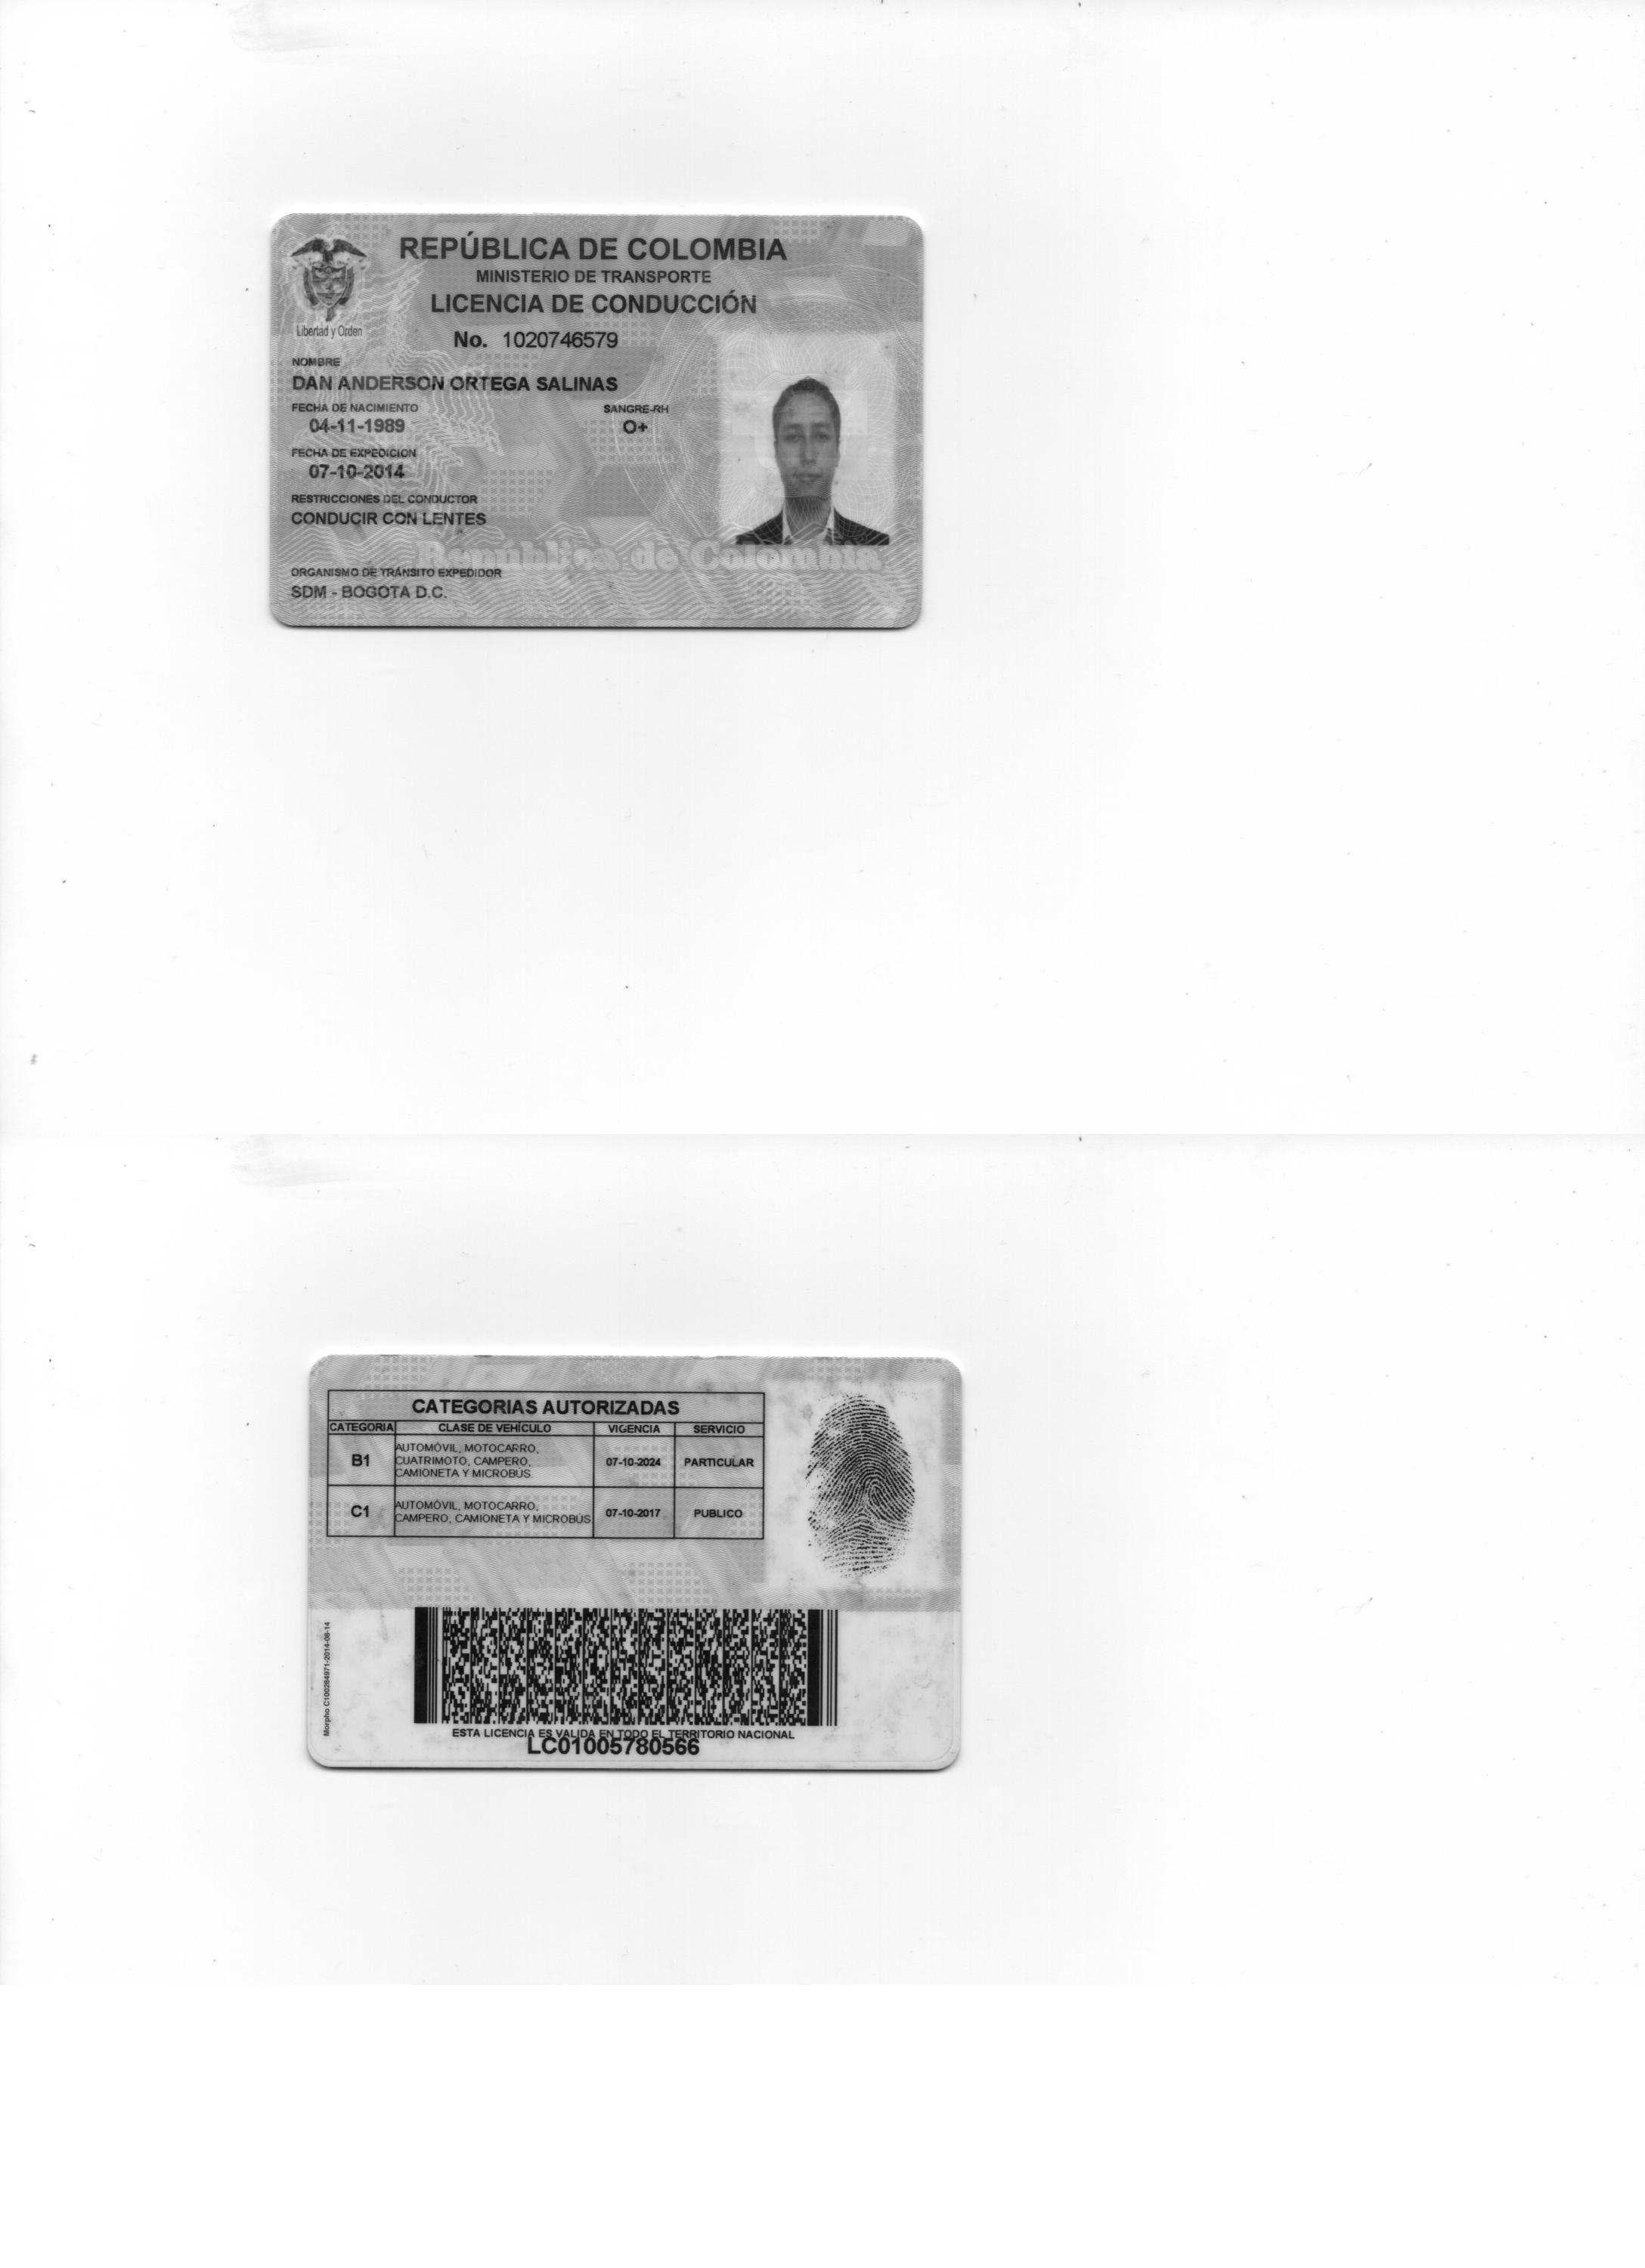 REPÚBLICA DE COLOMBIA
MINISTERIO DE TRANSPORTE
LICENCIA DE CONDUCCIÓN
Libertad y Orden
No. 1020746579
NOMBRE
DAN ANDERSON ORTEGA SALINAS
FECHA DE NACIMIENTO SANGRE-RH
04-11-1989 O+
FECHA DE EXPEDICION
07-10-2014
RESTRICCIONES DEL CONDUCTOR
CONDUCIR CON LENTES
República de Colombia
ORGANISMO DE TRÁNSITO EXPEDIDOR
SDM - BOGOTA D.C.
CATEGORIAS AUTORIZADAS
CATEGORIA CLASE DE VEHÍCULO VIGENCIA SERVICIO
B1 AUTOMÓVIL, MOTOCARRO, CUATRIMOTO, CAMPERO, CAMIONETA Y MICROBÚS 07-10-2024 PARTICULAR
C1 AUTOMÓVIL, MOTOCARRO, CAMPERO, CAMIONETA Y MICROBÚS 07-10-2017 PUBLICO
Morpho C100284971-2014-08-14
ESTA LICENCIA ES VALIDA EN TODO EL TERRITORIO NACIONAL
LC01005780566